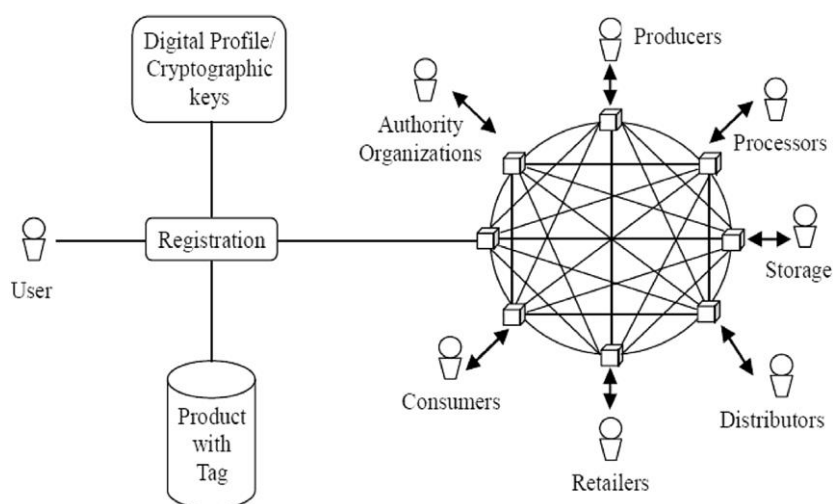 Digital Profile/
Cryptographic
keys
Producers
Authority
Organizations
Processors
User
Registration
Storage
Product
with
Tag
Consumers
Distributors
Retailers